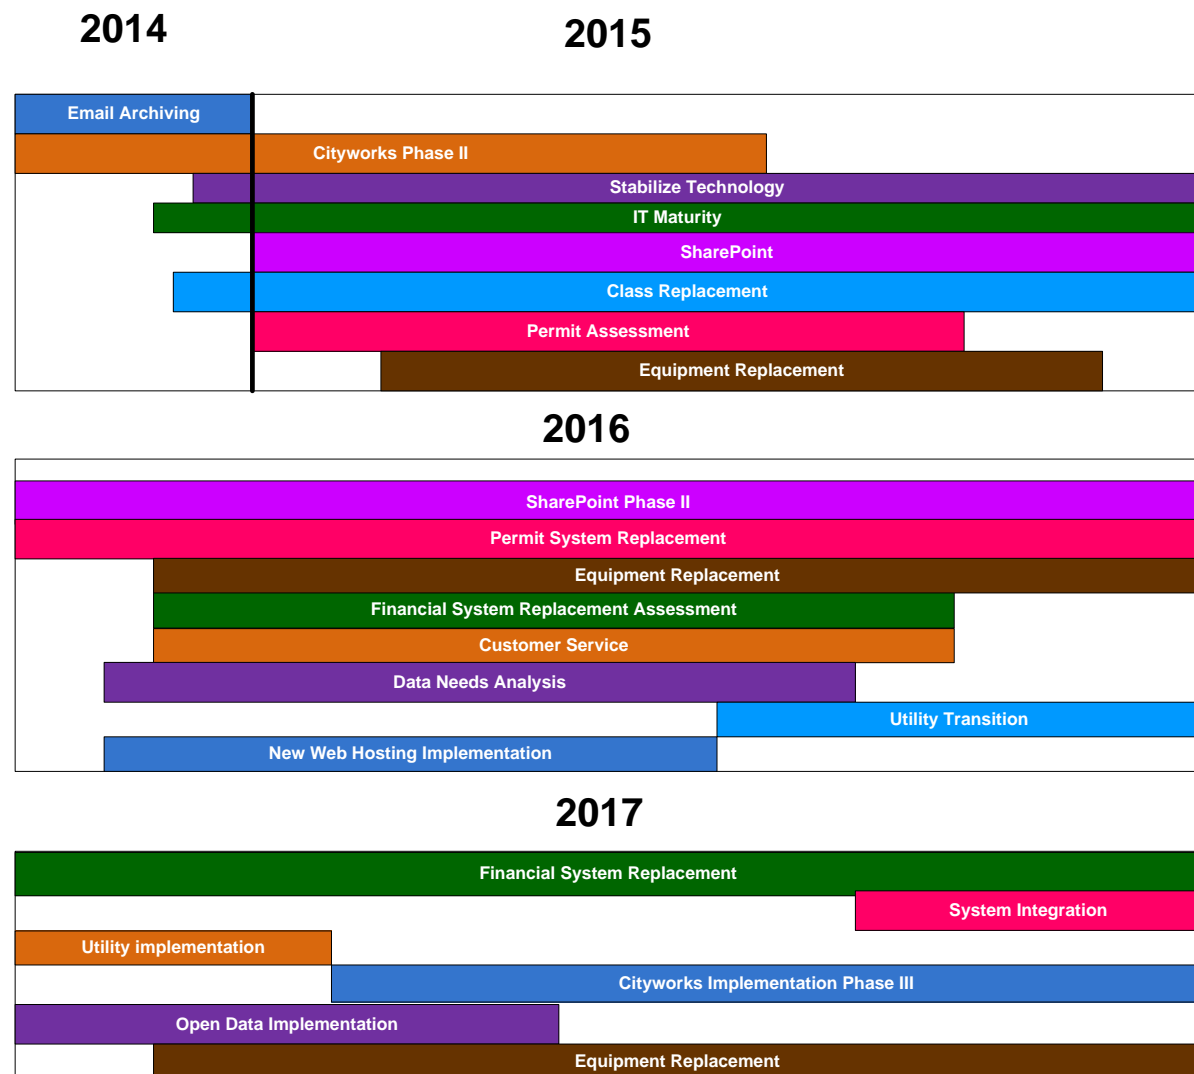 2014
2015
Email Archiving
Cityworks Phase II
Stabilize Technology
IT Maturity
SharePoint
Class Replacement
Permit Assessment
Equipment Replacement
2016
SharePoint Phase II
Permit System Replacement
Equipment Replacement
Financial System Replacement Assessment
Customer Service
Data Needs Analysis
Utility Transition
New Web Hosting Implementation
2017
Financial System Replacement
System Integration
Utility implementation
Cityworks Implementation Phase III
Open Data Implementation
Equipment Replacement